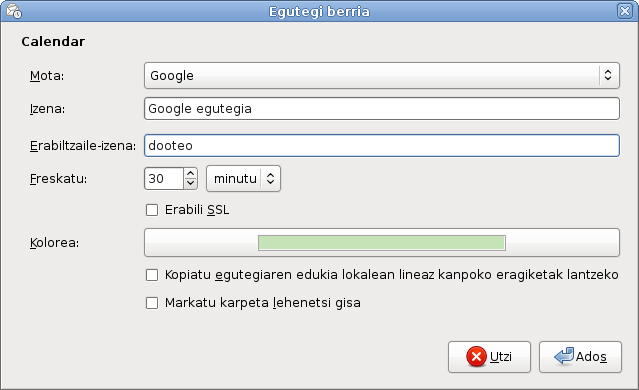 Egutegi berria
Calendar
Mota: Google
Izena: Google egutegia
Erabiltzaile-izena: dooteo
Freskatu: 30 minutu
Erabili SSL
Kolorea:
Kopiatu egutegiaren edukia lokalean lineaz kanpoko eragiketak lantzeko
Markatu karpeta lehenetsi gisa
Utzi Ados